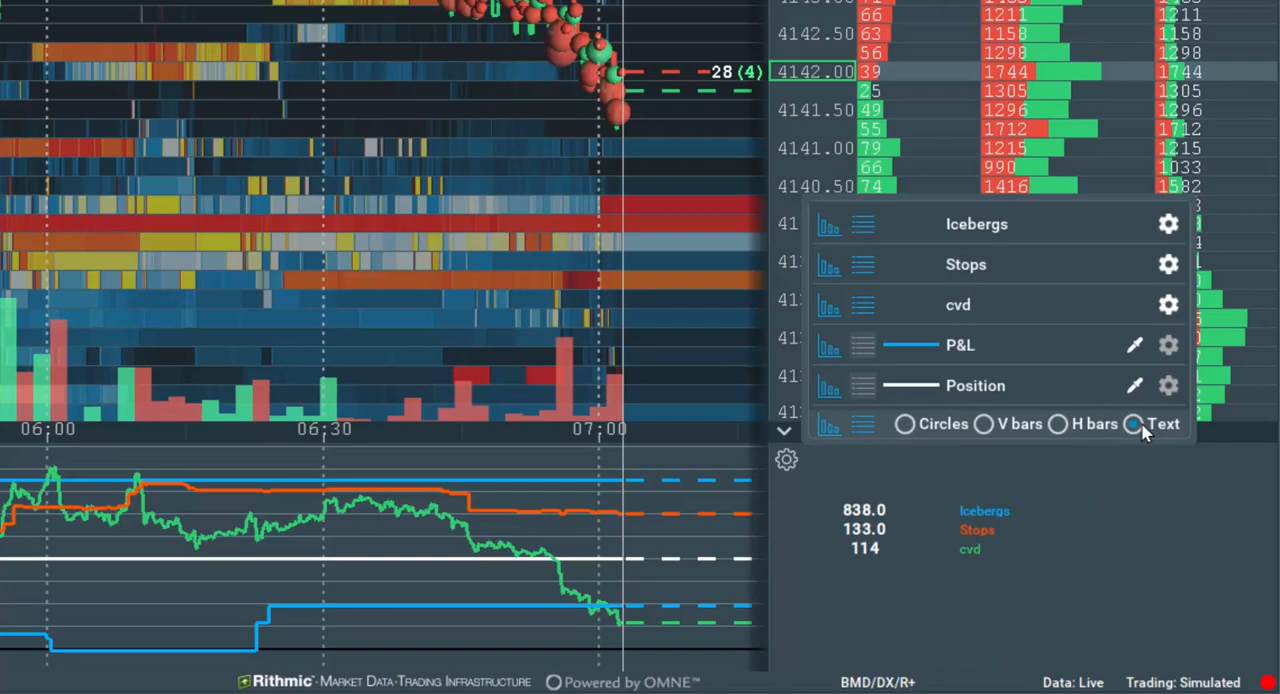 66 1211 1211
4142.50 63 1158 1158
56 1298 1298
28 (4) 4142.00 39 1744 1744
25 1305 1305
4141.50 49 1296 1296
55 1712 1712
4141.00 79 1215 1215
66 990 1033
4140.50 74 1416 1582
Icebergs
Stops
cvd
P&L
Position
Circles V bars H bars Text
06:00 06:30 07:00
838.0 Icebergs
133.0 Stops
114 cvd
Rithmic™ MARKET DATA·TRADING INFRASTRUCTURE Powered by OMNE™ BMD/DX/R+ Data: Live Trading: Simulated